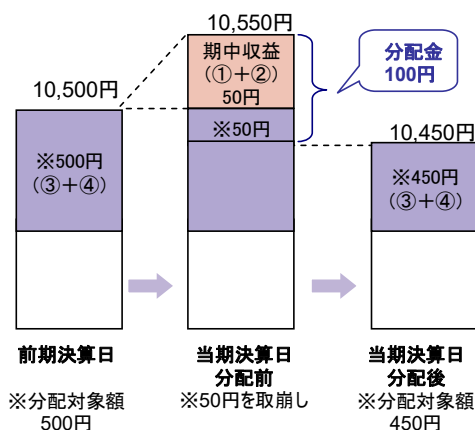 10,550円
期中収益
(①+②)
50円
分配金
100円
10,500円
※50円
10,450円
※500円
(③+④)
※450円
(③+④)
前期決算日
当期決算日
分配前
当期決算日
分配後
※分配対象額
500円
※50円を取崩し
※分配対象額
450円